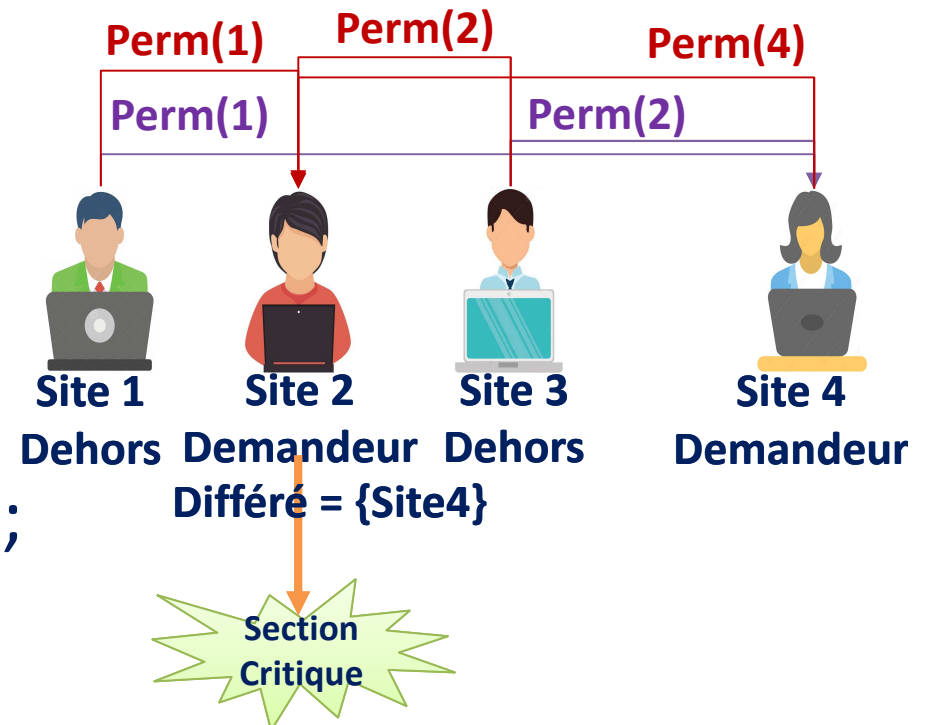 Perm(1)
Perm(2)
Perm(4)
Perm(1)
Perm(2)
Site 1
Site 2
Site 3
Site 4
Dehors
Demandeur
Dehors
Demandeur
Différé = {Site4}
;
Section
Critique